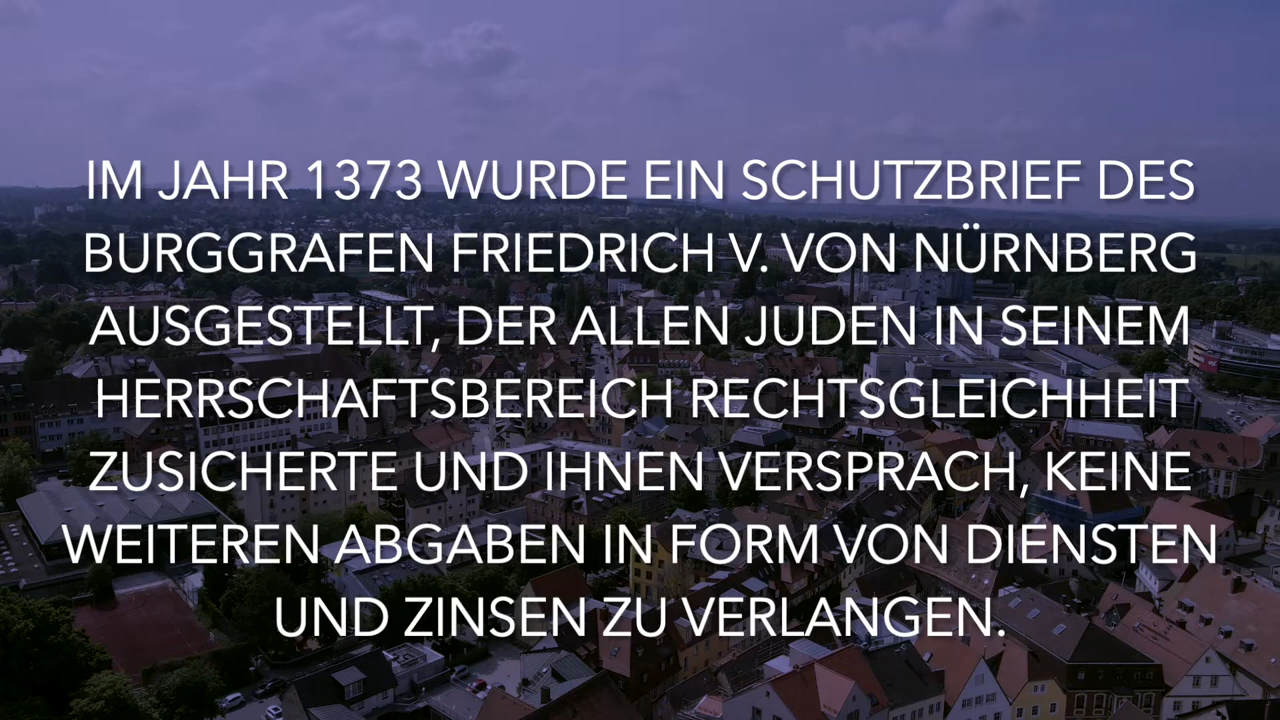 IM JAHR 1373 WURDE EIN SCHUTZBRIEF DES
BURGGRAFEN FRIEDRICH V. VON NÜRNBERG
AUSGESTELLT, DER ALLEN JUDEN IN SEINEM
HERRSCHAFTSBEREICH RECHTSGLEICHHEIT
ZUSICHERTE UND IHNEN VERSPRACH, KEINE
WEITEREN ABGABEN IN FORM VON DIENSTEN
UND ZINSEN ZU VERLANGEN.